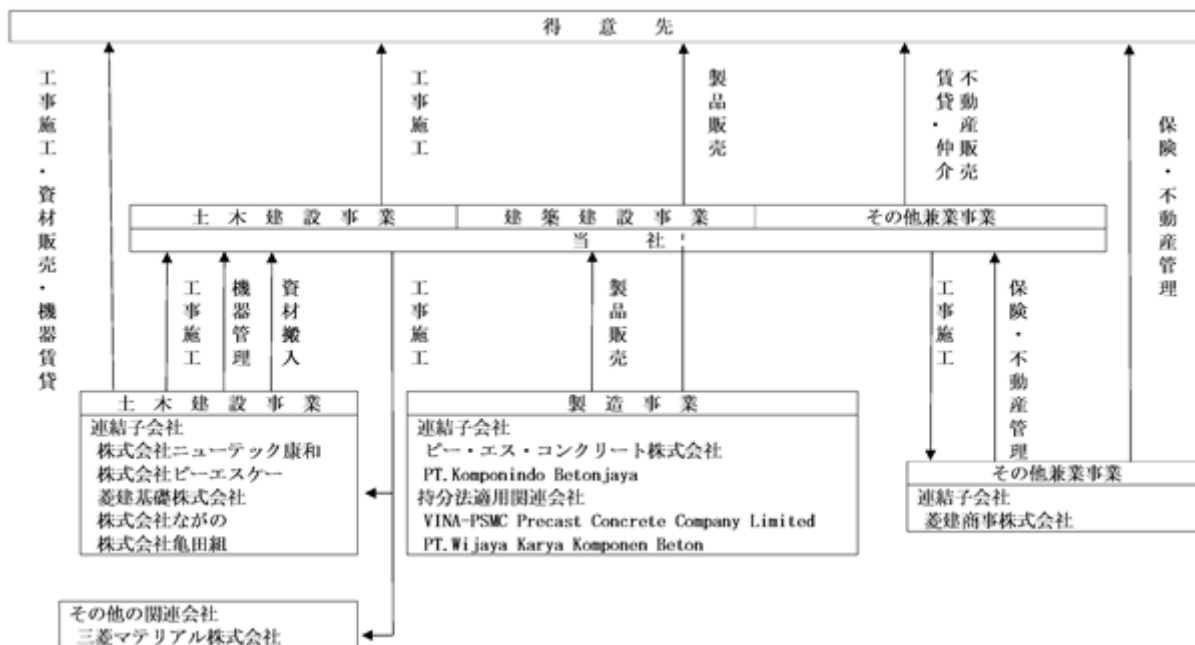 得意先
工事施工・資材販売・機器賃貸
工事施工
製品販売
不動産販売
賃貸・仲介
保険・不動産管理
土木建設事業
建築建設事業
その他兼業事業
当社
工事施工
機器管理
資材搬入
工事施工
製品販売
工事施工
保険・不動産管理
土木建設事業
連結子会社
株式会社ニューテック康和
株式会社ピーエスケー
菱建基礎株式会社
株式会社ながの
株式会社亀田組
製造事業
連結子会社
ピー・エス・コンクリート株式会社
PT.Komponindo Betonjaya
持分法適用関連会社
VINA-PSMC Precast Concrete Company Limited
PT.Wijaya Karya Komponen Beton
その他兼業事業
連結子会社
菱建商事株式会社
その他の関連会社
三菱マテリアル株式会社